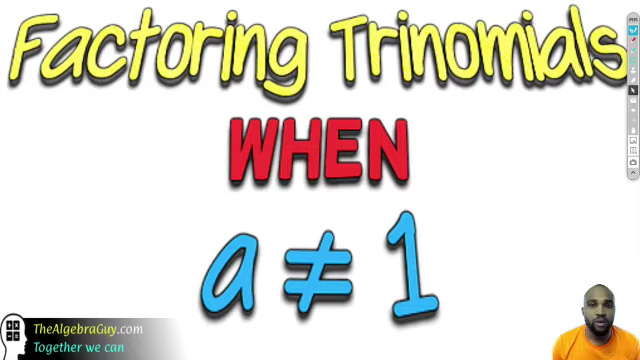 Factoring Trinomials
WHEN
a ≠ 1
TheAlgebraGuy.com
Together we can